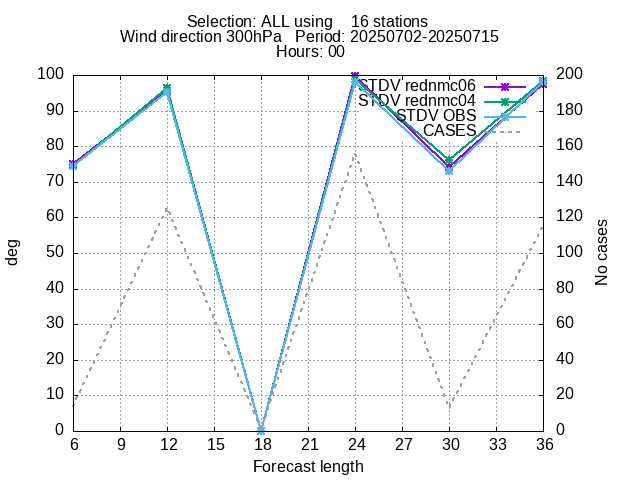 Selection: ALL using    16 stations
Wind direction 300hPa   Period: 20250702-20250715
Hours: 00
100
90
80
70
60
50
40
30
20
10
0
200
180
160
140
120
100
80
60
40
20
0
STDV rednmc06
STDV rednmc04
STDV OBS
CASES
deg
No cases
6 9 12 15 18 21 24 27 30 33 36
Forecast length